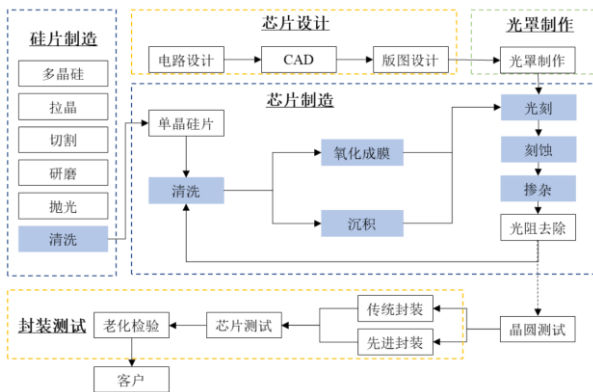 硅片制造
多晶硅
拉晶
切割
研磨
抛光
清洗
芯片设计
电路设计
CAD
版图设计
光罩制作
光罩制作
芯片制造
单晶硅片
清洗
氧化成膜
沉积
光刻
刻蚀
掺杂
光阻去除
封装测试
晶圆测试
传统封装
先进封装
芯片测试
老化检验
客户